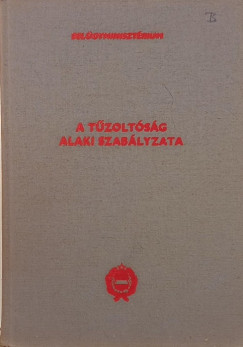 BELÜGYMINISZTÉRIUM
A TŰZOLTÓSÁG
ALAKI SZABÁLYZATA